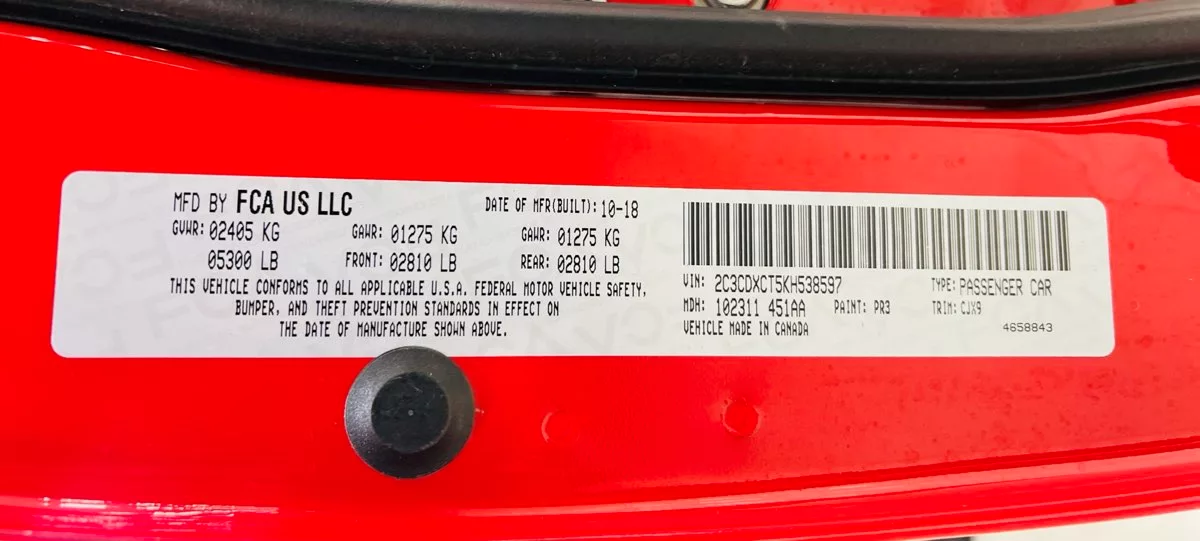 MFD BY FCA US LLC
DATE OF MFR(BUILT): 10-18
GVWR: 02405 KG
GAWR: 01275 KG
GAWR: 01275 KG
05300 LB
FRONT: 02810 LB
REAR: 02810 LB
THIS VEHICLE CONFORMS TO ALL APPLICABLE U.S.A. FEDERAL MOTOR VEHICLE SAFETY,
BUMPER, AND THEFT PREVENTION STANDARDS IN EFFECT ON
THE DATE OF MANUFACTURE SHOWN ABOVE.
VIN: 2C3CDXCT5KH538597
TYPE: PASSENGER CAR
MDH: 102311 451AA
PAINT: PR3
TRIM: CJX9
VEHICLE MADE IN CANADA
4658843